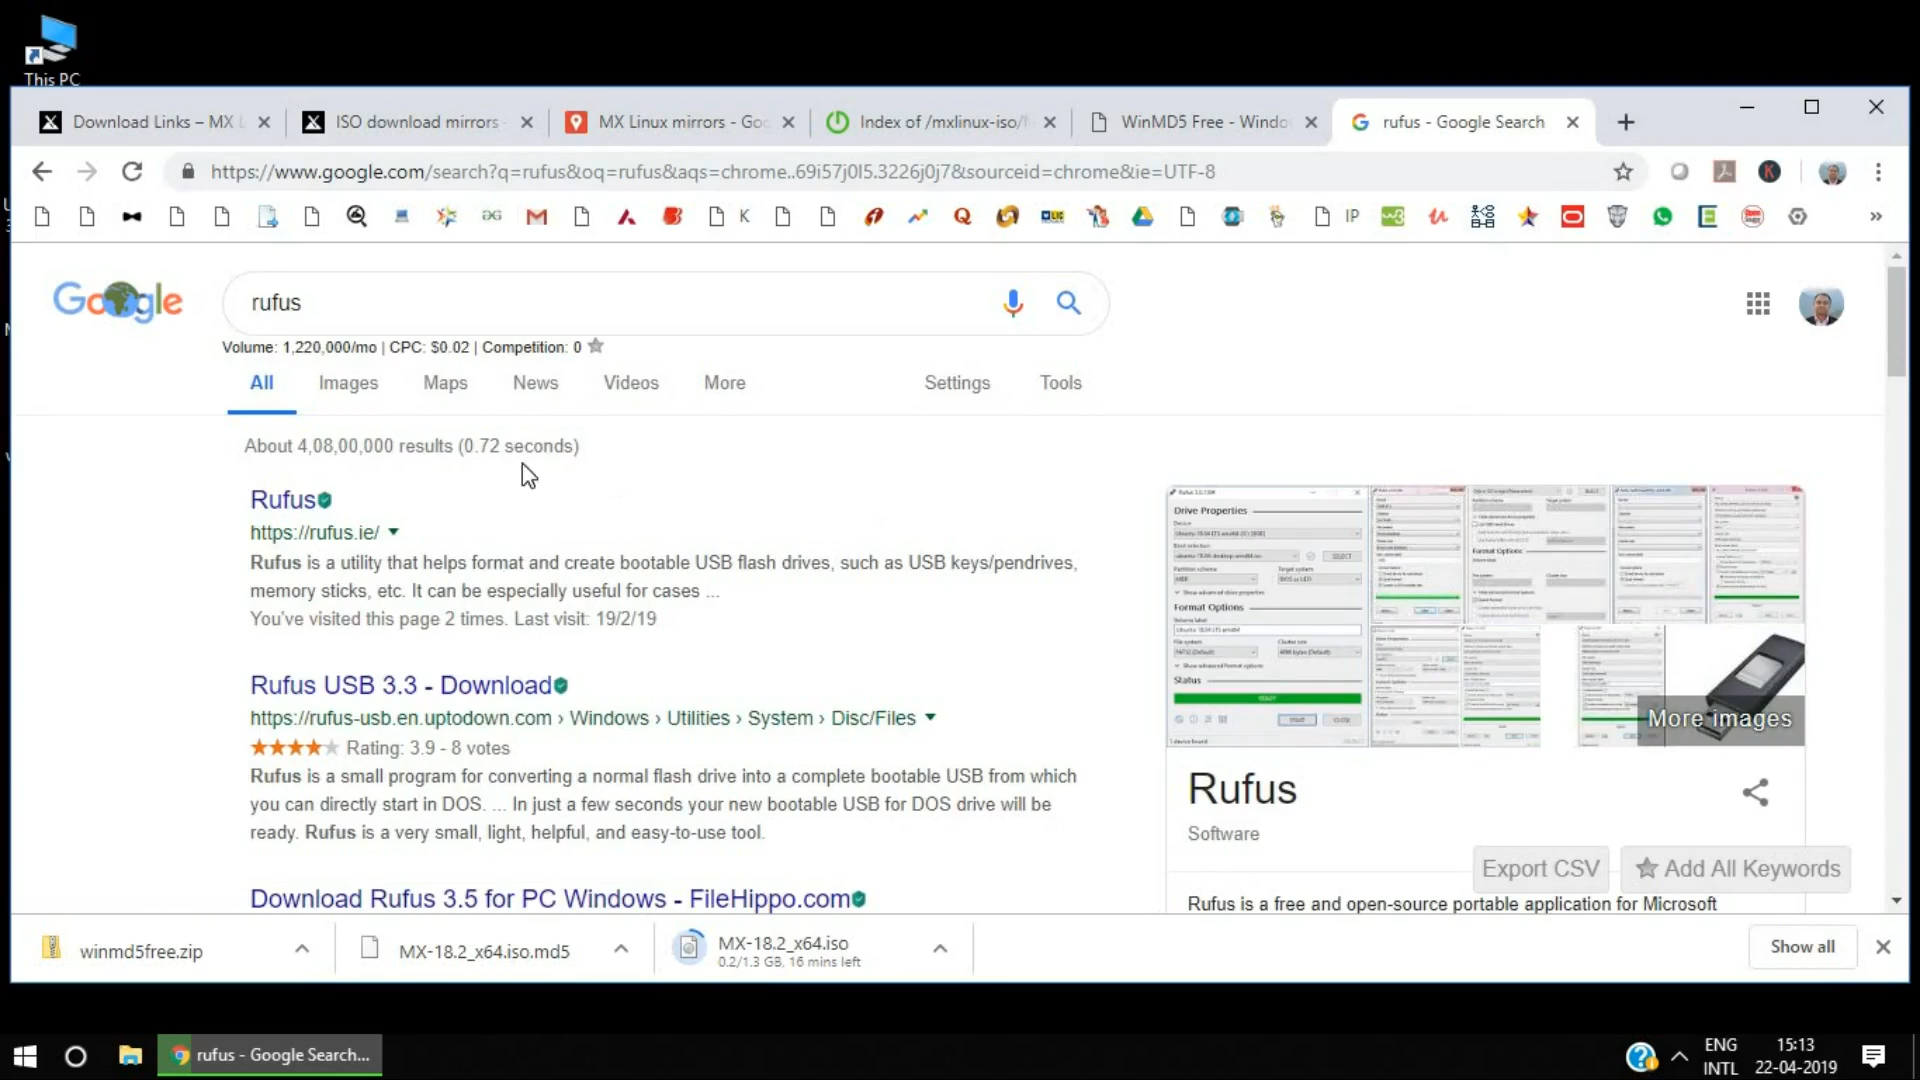 This PC
Download Links – MX L
ISO download mirrors -
MX Linux mirrors - Goo
Index of /mxlinux-iso/
WinMD5 Free - Windo
rufus - Google Search
https://www.google.com/search?q=rufus&oq=rufus&aqs=chrome..69i57j0l5.3226j0j7&sourceid=chrome&ie=UTF-8
K
IP
Google
rufus
Volume: 1,220,000/mo | CPC: $0.02 | Competition: 0
All
Images
Maps
News
Videos
More
Settings
Tools
About 4,08,00,000 results (0.72 seconds)
Rufus
https://rufus.ie/
Rufus is a utility that helps format and create bootable USB flash drives, such as USB keys/pendrives,
memory sticks, etc. It can be especially useful for cases ...
You've visited this page 2 times. Last visit: 19/2/19
Rufus USB 3.3 - Download
https://rufus-usb.en.uptodown.com › Windows › Utilities › System › Disc/Files
Rating: 3.9 - 8 votes
Rufus is a small program for converting a normal flash drive into a complete bootable USB from which
you can directly start in DOS. ... In just a few seconds your new bootable USB for DOS drive will be
ready. Rufus is a very small, light, helpful, and easy-to-use tool.
Download Rufus 3.5 for PC Windows - FileHippo.com
Drive Properties
Format Options
Status
More images
Rufus
Software
Export CSV
Add All Keywords
Rufus is a free and open-source portable application for Microsoft
winmd5free.zip
MX-18.2_x64.iso.md5
MX-18.2_x64.iso
0.2/1.3 GB, 16 mins left
Show all
rufus - Google Search...
ENG
INTL
15:13
22-04-2019